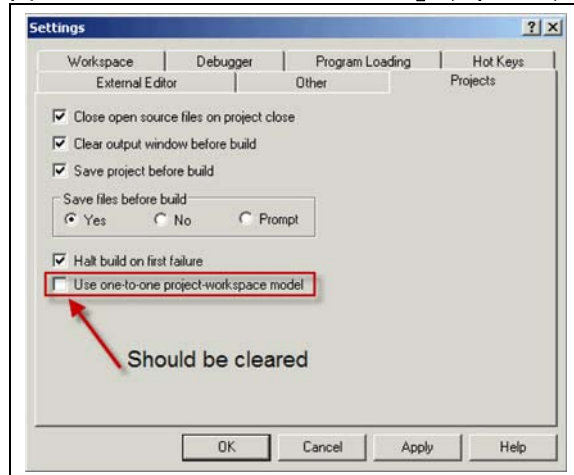 Settings
Workspace Debugger Program Loading Hot Keys
External Editor Other Projects
Close open source files on project close
Clear output window before build
Save project before build
Save files before build
Yes No Prompt
Halt build on first failure
Use one-to-one project-workspace model
Should be cleared
OK Cancel Apply Help